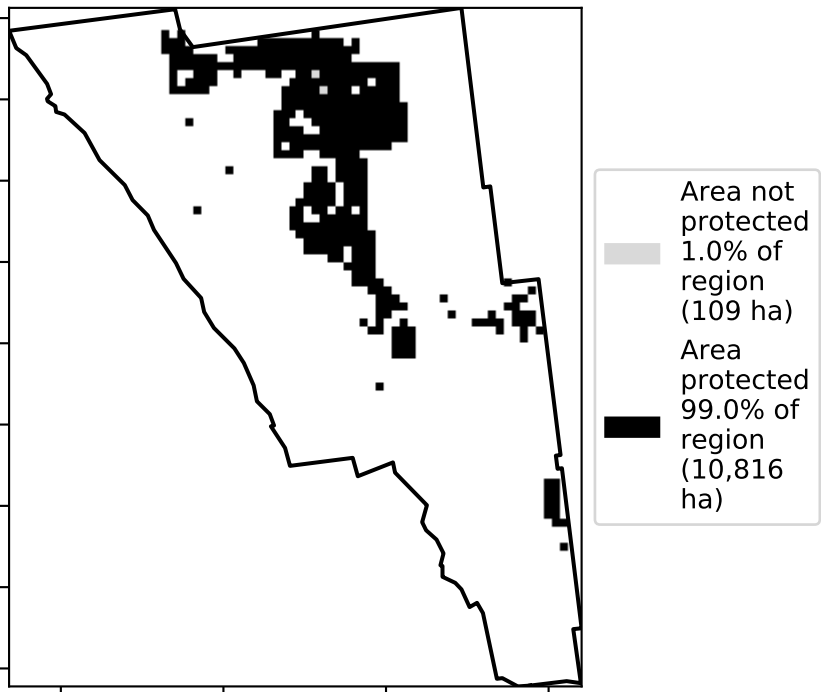 Area not
protected
1.0% of
region
(109 ha)
Area
protected
99.0% of
region
(10,816
ha)